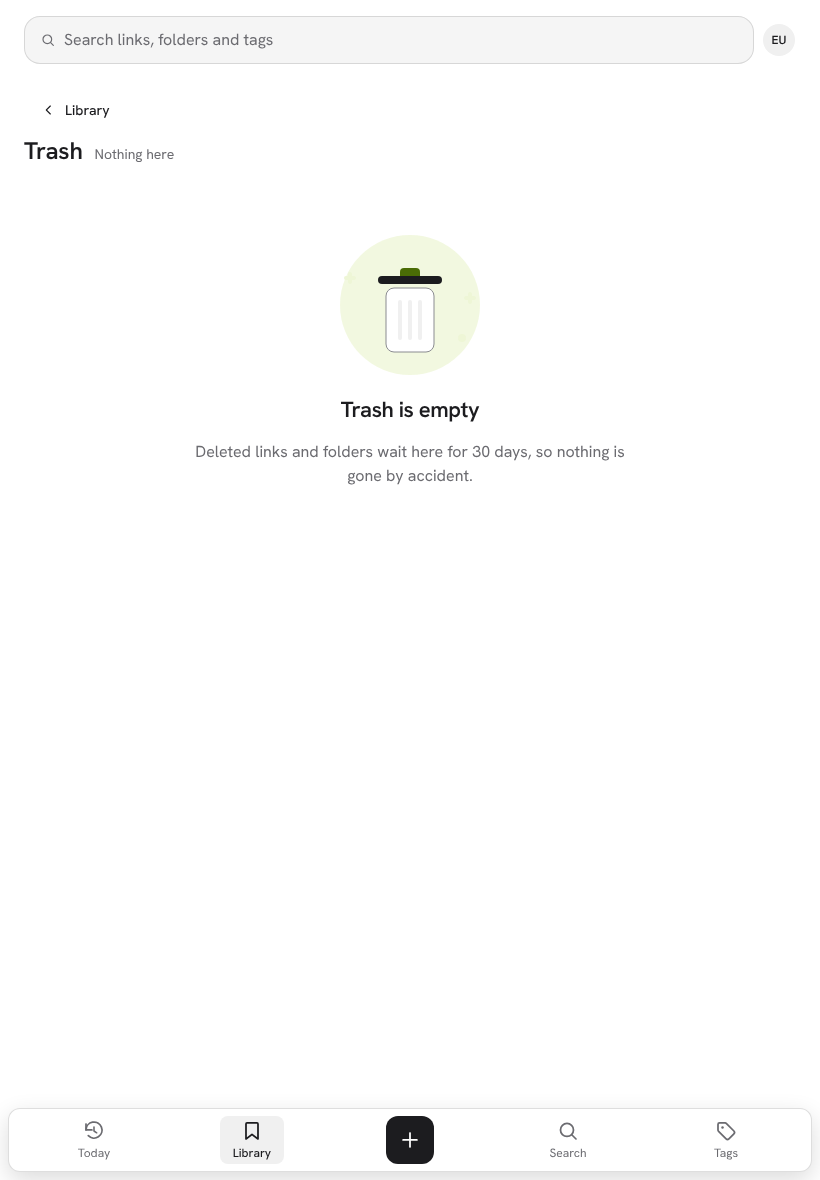 Search links, folders and tags
EU
Library
Trash
Nothing here
Trash is empty
Deleted links and folders wait here for 30 days, so nothing is
gone by accident.
Today
Library
Search
Tags